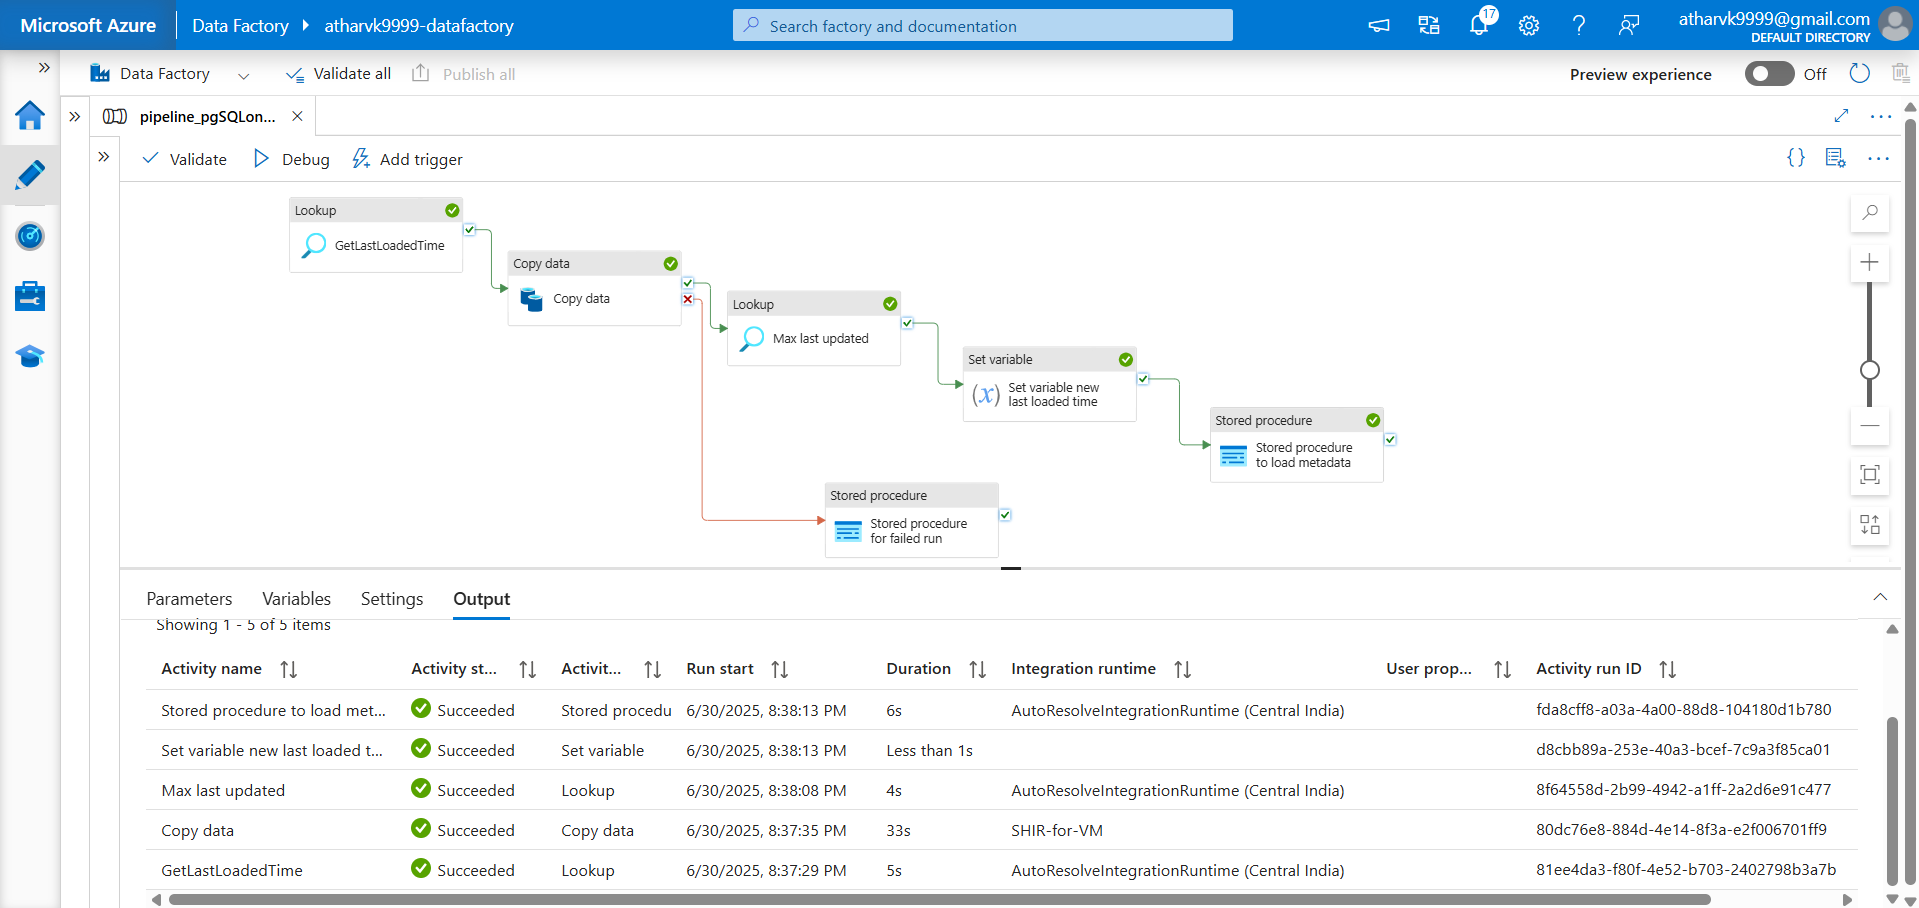 Microsoft Azure Data Factory atharvk9999-datafactory Search factory and documentation 17 atharvk9999@gmail.com
DEFAULT DIRECTORY
Data Factory Validate all Publish all Preview experience Off
pipeline_pgSQLon...
Validate Debug Add trigger
Lookup
GetLastLoadedTime
Copy data
Copy data
Lookup
Max last updated
Set variable
(x) Set variable new
last loaded time
Stored procedure
Stored procedure
to load metadata
Stored procedure
Stored procedure
for failed run
Parameters Variables Settings Output
Showing 1 - 5 of 5 items
Activity name Activity st... Activit... Run start Duration Integration runtime User prop... Activity run ID
Stored procedure to load met... Succeeded Stored procedu 6/30/2025, 8:38:13 PM 6s AutoResolveIntegrationRuntime (Central India) fda8cff8-a03a-4a00-88d8-104180d1b780
Set variable new last loaded t... Succeeded Set variable 6/30/2025, 8:38:13 PM Less than 1s d8cbb89a-253e-40a3-bcef-7c9a3f85ca01
Max last updated Succeeded Lookup 6/30/2025, 8:38:08 PM 4s AutoResolveIntegrationRuntime (Central India) 8f64558d-2b99-4942-a1ff-2a2d6e91c477
Copy data Succeeded Copy data 6/30/2025, 8:37:35 PM 33s SHIR-for-VM 80dc76e8-884d-4e14-8f3a-e2f006701ff9
GetLastLoadedTime Succeeded Lookup 6/30/2025, 8:37:29 PM 5s AutoResolveIntegrationRuntime (Central India) 81ee4da3-f80f-4e52-b703-2402798b3a7b